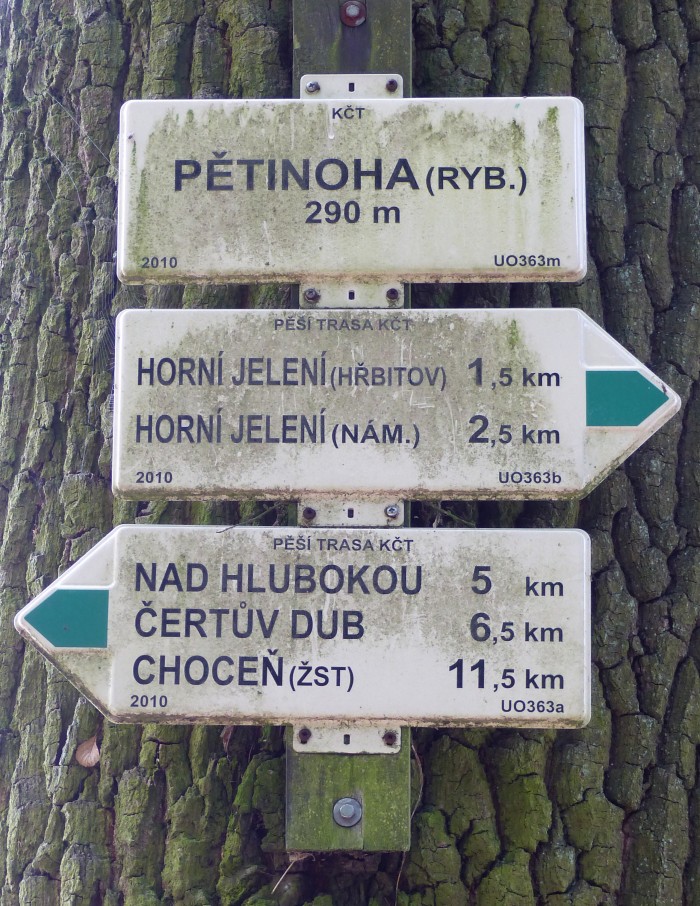 KČT
PĚTINOHA (RYB.)
290 m
2010 UO363m
PĚŠÍ TRASA KČT
HORNÍ JELENÍ (HŘBITOV) 1,5 km
HORNÍ JELENÍ (NÁM.) 2,5 km
2010 UO363b
PĚŠÍ TRASA KČT
NAD HLUBOKOU 5 km
ČERTŮV DUB 6,5 km
CHOCEŇ (ŽST) 11,5 km
2010 UO363a